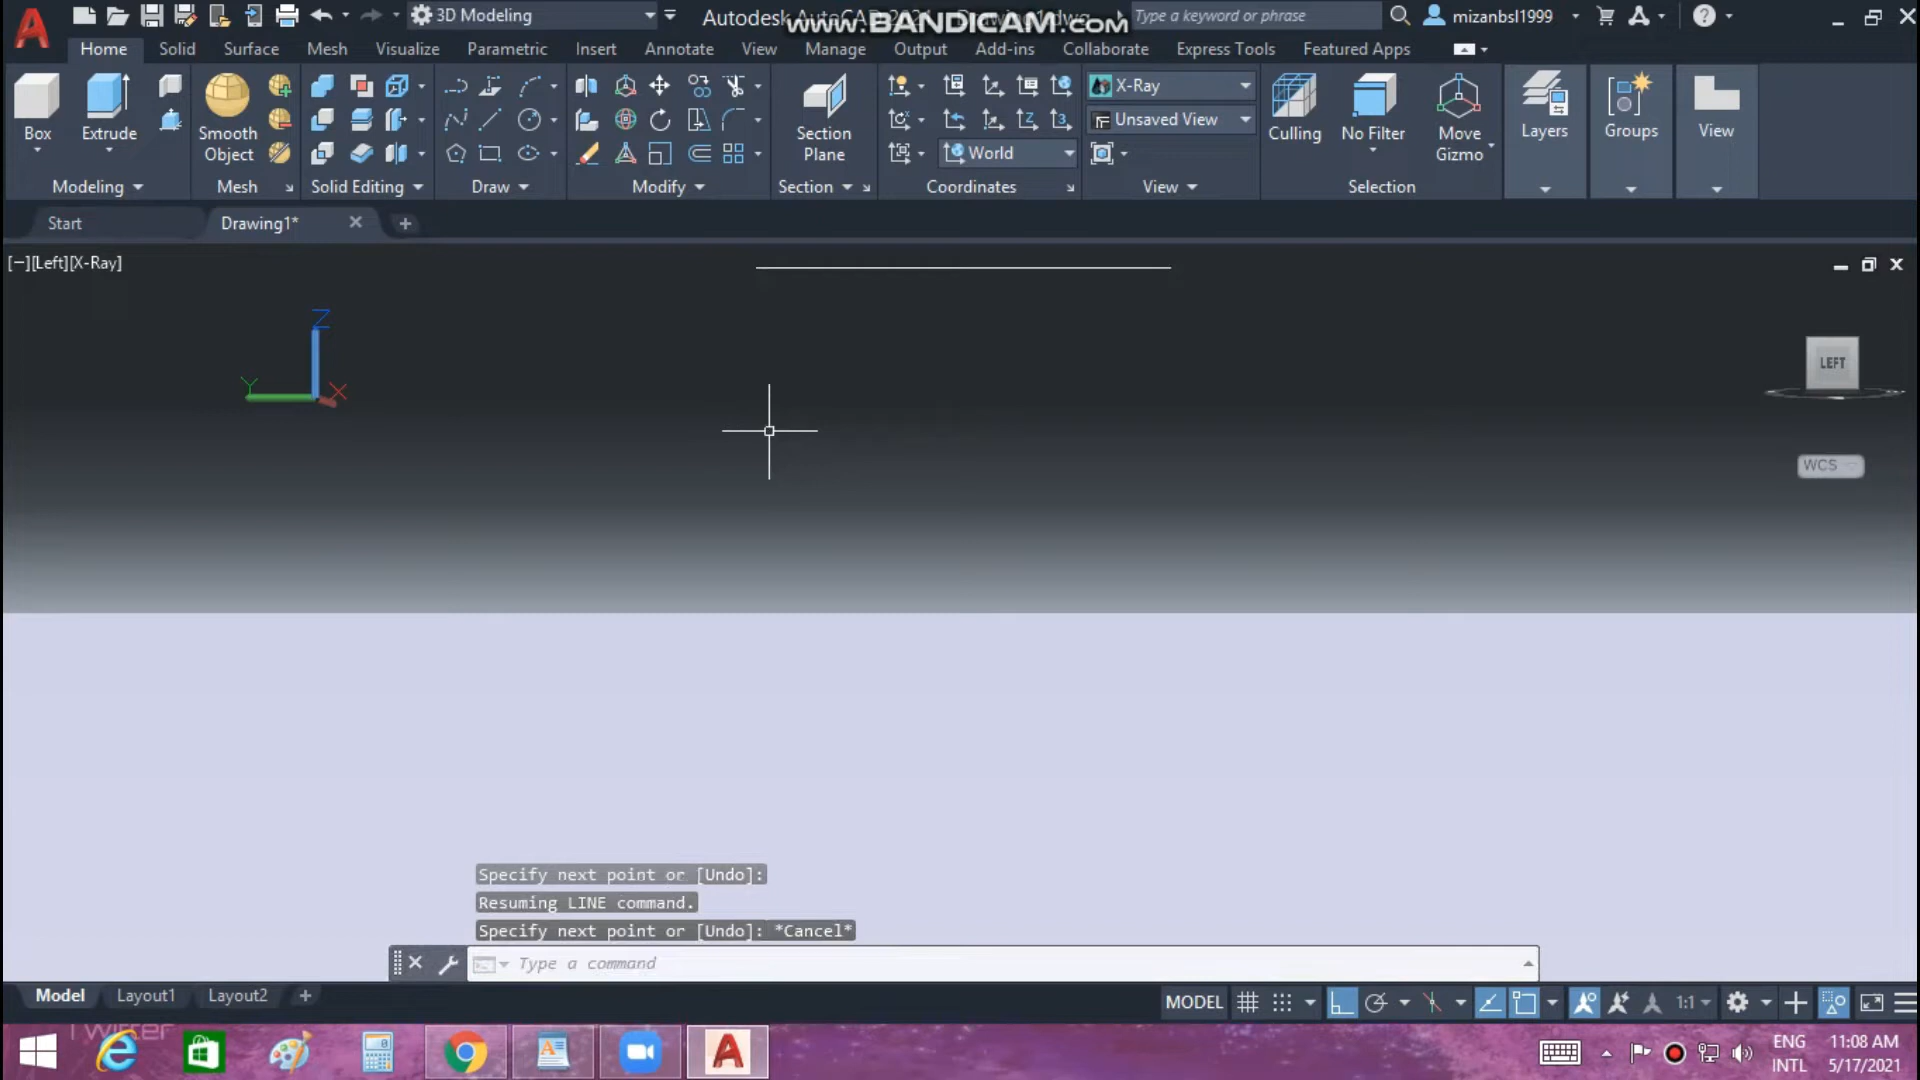 3D Modeling
Autodesk AutoCAD
www.BANDICAM.com
Type a keyword or phrase
mizanbsl1999
Home
Solid
Surface
Mesh
Visualize
Parametric
Insert
Annotate
View
Manage
Output
Add-ins
Collaborate
Express Tools
Featured Apps
Box
Extrude
Smooth
Object
Section
Plane
X-Ray
Unsaved View
World
Culling
No Filter
Move
Gizmo
Layers
Groups
View
Modeling
Mesh
Solid Editing
Draw
Modify
Section
Coordinates
View
Selection
Start
Drawing1*
[−][Left][X-Ray]
Z
Y
X
LEFT
WCS
Specify next point or [Undo]:
Resuming LINE command.
Specify next point or [Undo]: *Cancel*
Type a command
Model
Layout1
Layout2
MODEL
1:1
Twitter
ENG
INTL
11:08 AM
5/17/2021